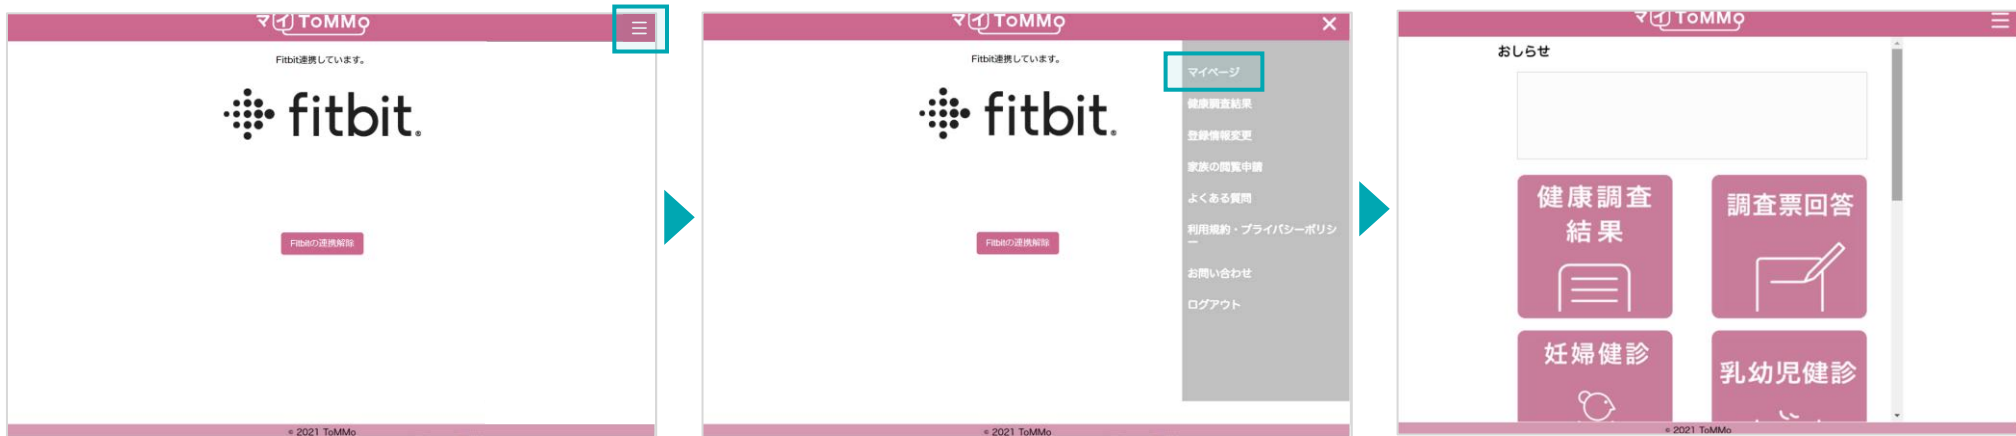 マイ ToMMo
Fitbit連携しています。
fitbit®
Fitbitの連携解除
© 2021 ToMMo
マイ ToMMo
Fitbit連携しています。
fitbit®
Fitbitの連携解除
マイページ
健康調査結果
登録情報変更
家族の閲覧申請
よくある質問
利用規約・プライバシーポリシ
ー
お問い合わせ
ログアウト
© 2021 ToMMo
マイ ToMMo
おしらせ
健康調査
結果
調査票回答
妊婦健診
乳幼児健診
© 2021 ToMMo